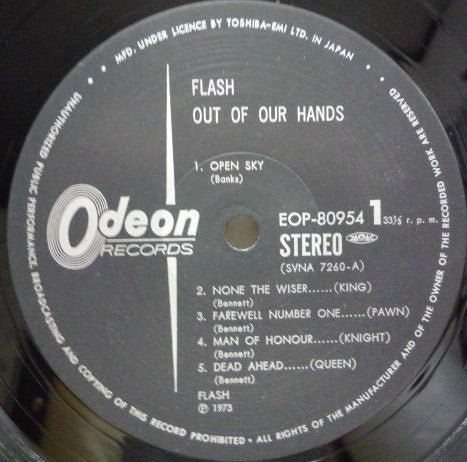 MFD. UNDER LICENCE BY TOSHIBA-EMI LTD. IN JAPAN
FLASH
OUT OF OUR HANDS
1. OPEN SKY
(Banks)
Odeon
RECORDS
EOP-80954 1 33⅓ r. p. m.
STEREO
(SVNA 7260-A)
2. NONE THE WISER......(KING)
(Bennett)
3. FAREWELL NUMBER ONE......(PAWN)
(Bennett)
4. MAN OF HONOUR......(KNIGHT)
(Bennett)
5. DEAD AHEAD......(QUEEN)
(Bennett)
FLASH
Ⓟ 1973
UNAUTHORIZED PUBLIC PERFORMANCE, BROADCASTING AND COPYING OF THIS RECORD PROHIBITED • ALL RIGHTS OF THE MANUFACTURER AND OF THE OWNER OF THE RECORDED WORK ARE RESERVED